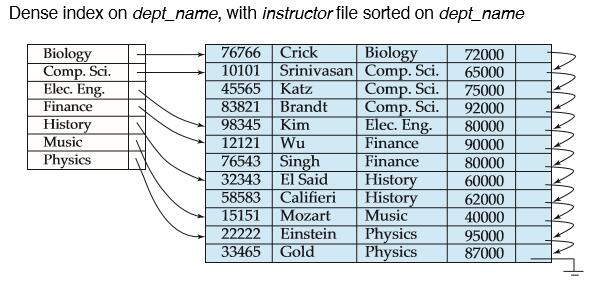 Dense index on dept_name, with instructor file sorted on dept_name
Biology
Comp. Sci.
Elec. Eng.
Finance
History
Music
Physics
76766 Crick Biology 72000
10101 Srinivasan Comp. Sci. 65000
45565 Katz Comp. Sci. 75000
83821 Brandt Comp. Sci. 92000
98345 Kim Elec. Eng. 80000
12121 Wu Finance 90000
76543 Singh Finance 80000
32343 El Said History 60000
58583 Califieri History 62000
15151 Mozart Music 40000
22222 Einstein Physics 95000
33465 Gold Physics 87000